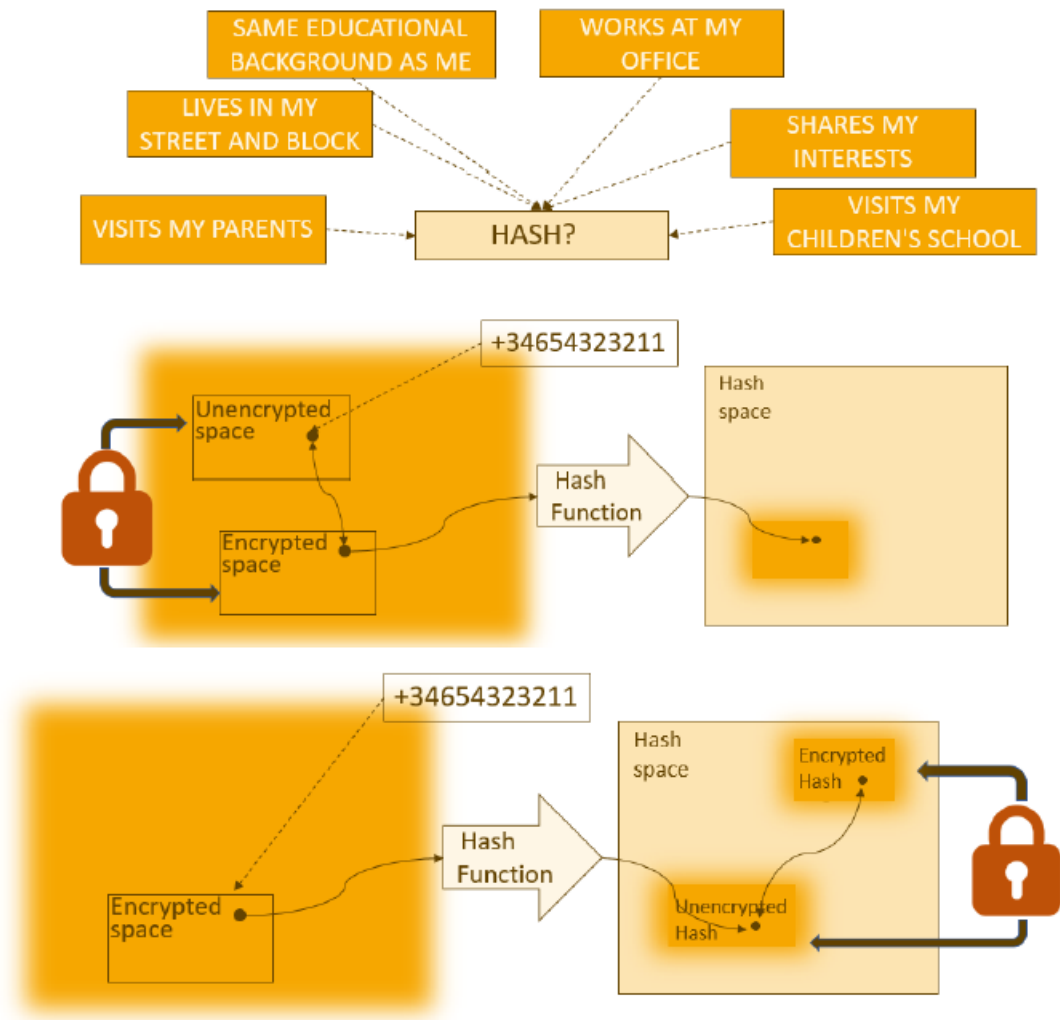 SAME EDUCATIONAL
BACKGROUND AS ME
WORKS AT MY
OFFICE
LIVES IN MY
STREET AND BLOCK
SHARES MY
INTERESTS
VISITS MY PARENTS
HASH?
VISITS MY
CHILDREN'S SCHOOL
+34654323211
Unencrypted
space
Hash
space
Hash
Function
Encrypted
space
+34654323211
Hash
space
Encrypted
Hash
Hash
Function
Encrypted
space
Unencrypted
Hash